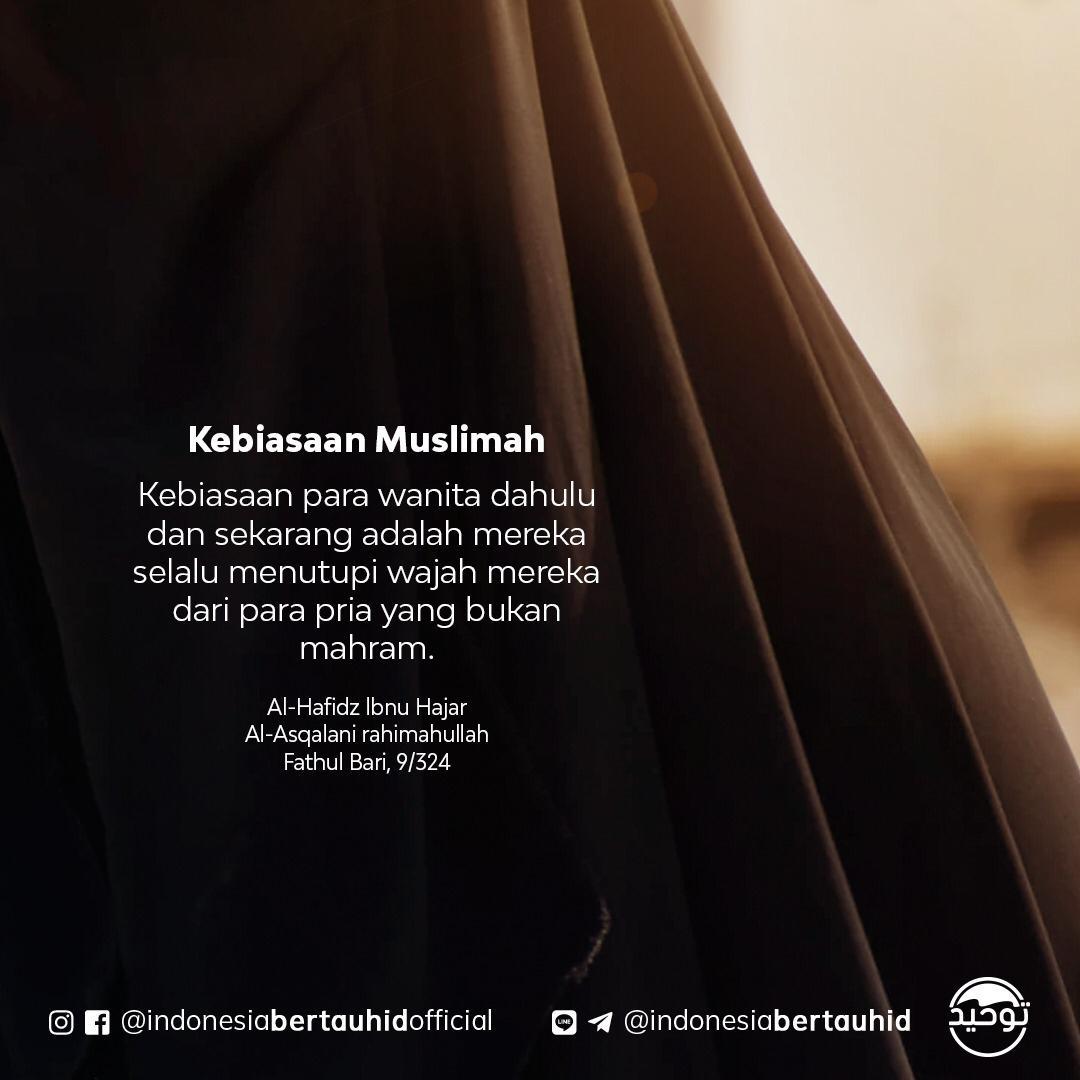 Kebiasaan Muslimah
Kebiasaan para wanita dahulu
dan sekarang adalah mereka
selalu menutupi wajah mereka
dari para pria yang bukan
mahram.
Al-Hafidz Ibnu Hajar
Al-Asqalani rahimahullah
Fathul Bari, 9/324
@indonesiabertauhidofficial
LINE @indonesiabertauhid
توحيد